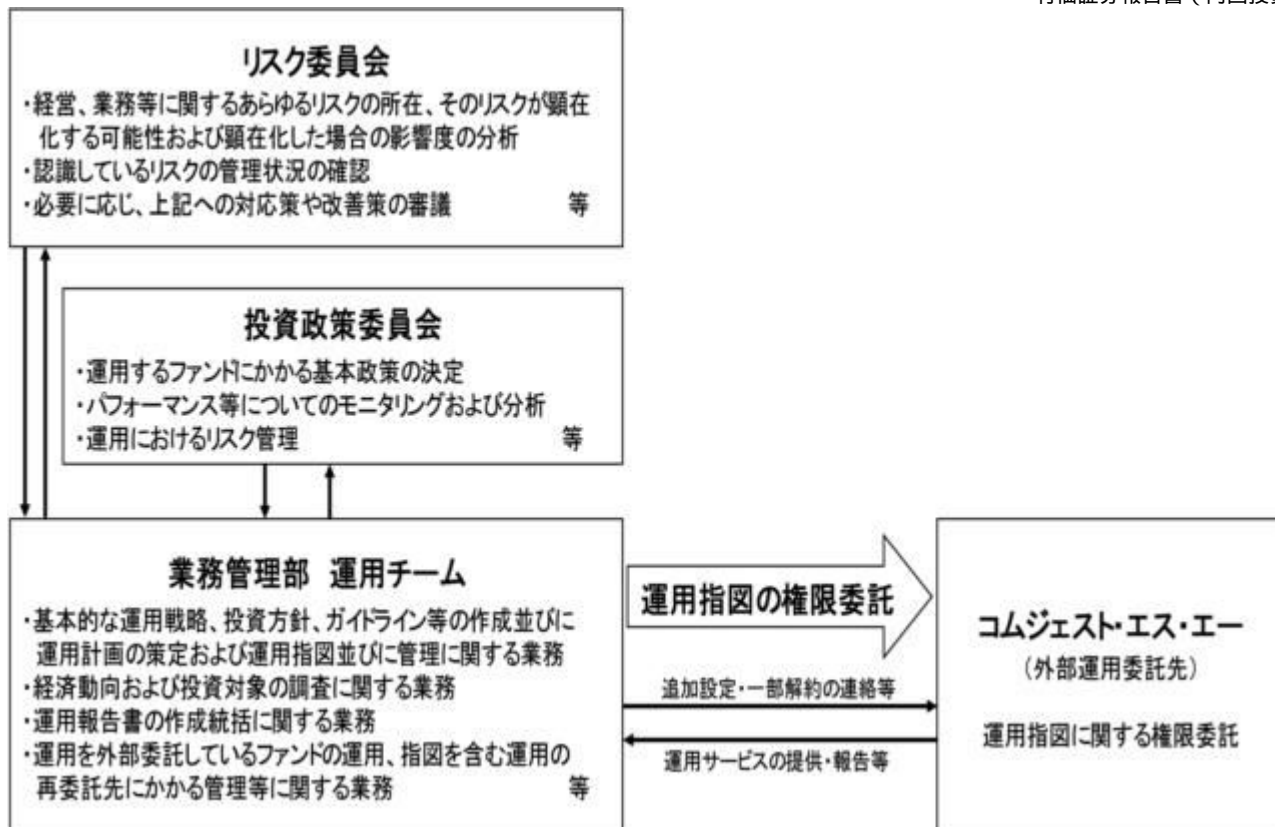 リスク委員会
・経営、業務等に関するあらゆるリスクの所在、そのリスクが顕在
化する可能性および顕在化した場合の影響度の分析
・認識しているリスクの管理状況の確認
・必要に応じ、上記への対応策や改善策の審議 等
投資政策委員会
・運用するファンドにかかる基本政策の決定
・パフォーマンス等についてのモニタリングおよび分析
・運用におけるリスク管理 等
業務管理部 運用チーム
・基本的な運用戦略、投資方針、ガイドライン等の作成並びに
運用計画の策定および運用指図並びに管理に関する業務
・経済動向および投資対象の調査に関する業務
・運用報告書の作成統括に関する業務
・運用を外部委託しているファンドの運用、指図を含む運用の
再委託先にかかる管理等に関する業務 等
運用指図の権限委託
追加設定・一部解約の連絡等
運用サービスの提供・報告等
コムジェスト・エス・エー
（外部運用委託先）
運用指図に関する権限委託